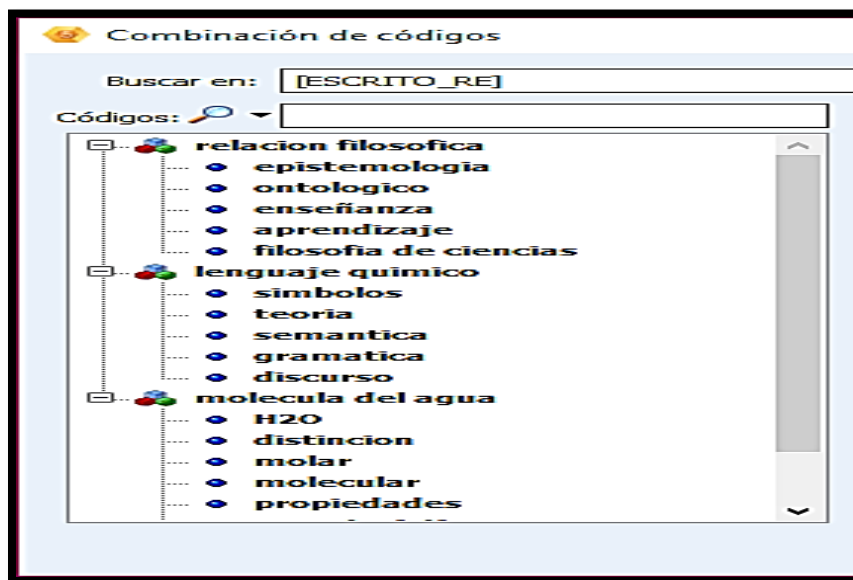 Combinación de códigos
Buscar en: [ESCRITO_RE]
Códigos:
relacion filosofica
epistemologia
ontologico
enseñanza
aprendizaje
filosofia de ciencias
lenguaje quimico
simbolos
teoria
semantica
gramatica
discurso
molecula del agua
H2O
distincion
molar
molecular
propiedades